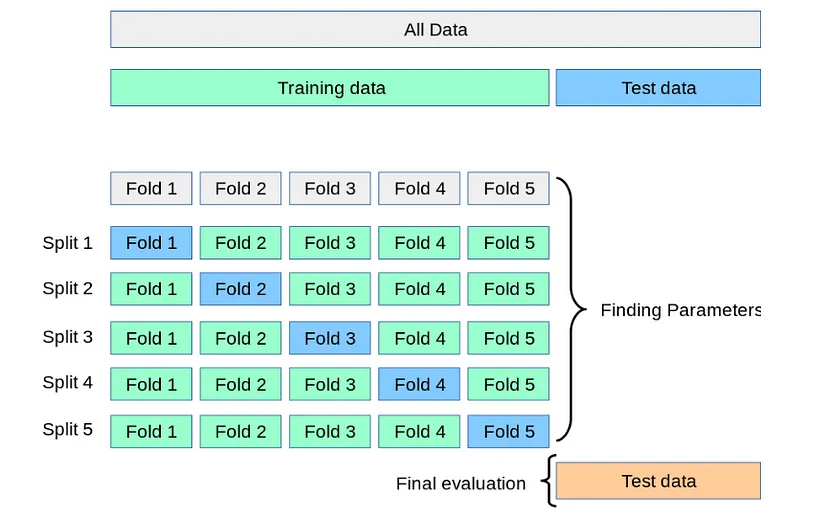 All Data
Training data Test data
Fold 1 Fold 2 Fold 3 Fold 4 Fold 5
Split 1 Fold 1 Fold 2 Fold 3 Fold 4 Fold 5
Split 2 Fold 1 Fold 2 Fold 3 Fold 4 Fold 5
Finding Parameters
Split 3 Fold 1 Fold 2 Fold 3 Fold 4 Fold 5
Split 4 Fold 1 Fold 2 Fold 3 Fold 4 Fold 5
Split 5 Fold 1 Fold 2 Fold 3 Fold 4 Fold 5
Final evaluation Test data